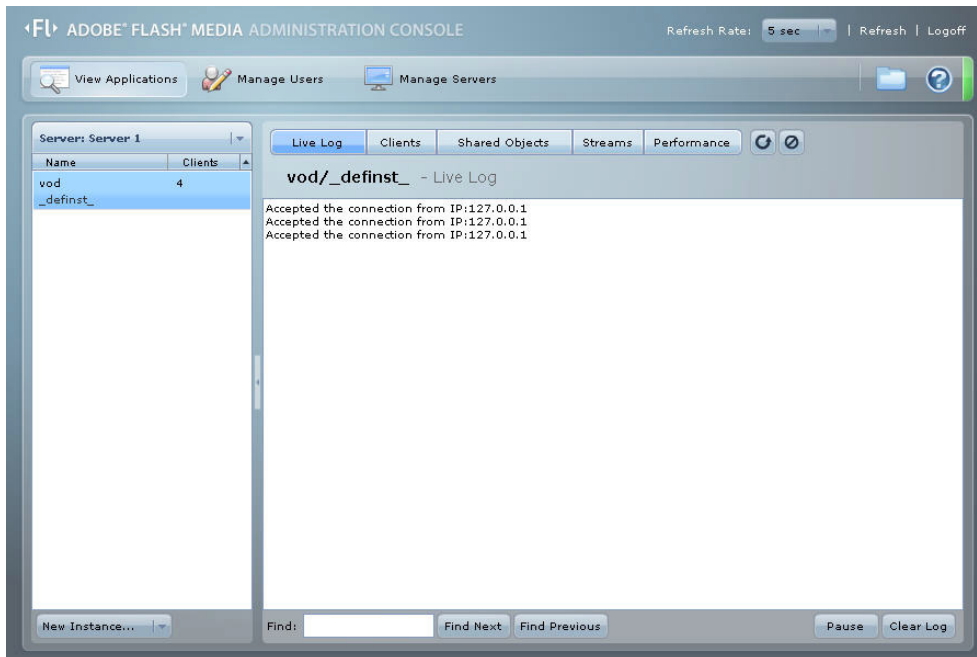 Fl ADOBE® FLASH® MEDIA ADMINISTRATION CONSOLE
Refresh Rate: 5 sec | Refresh | Logoff
View Applications Manage Users Manage Servers
Server: Server 1
Live Log Clients Shared Objects Streams Performance
Name Clients
vod/_definst_ - Live Log
vod 4
_definst_
Accepted the connection from IP:127.0.0.1
Accepted the connection from IP:127.0.0.1
Accepted the connection from IP:127.0.0.1
New Instance... Find: Find Next Find Previous Pause Clear Log